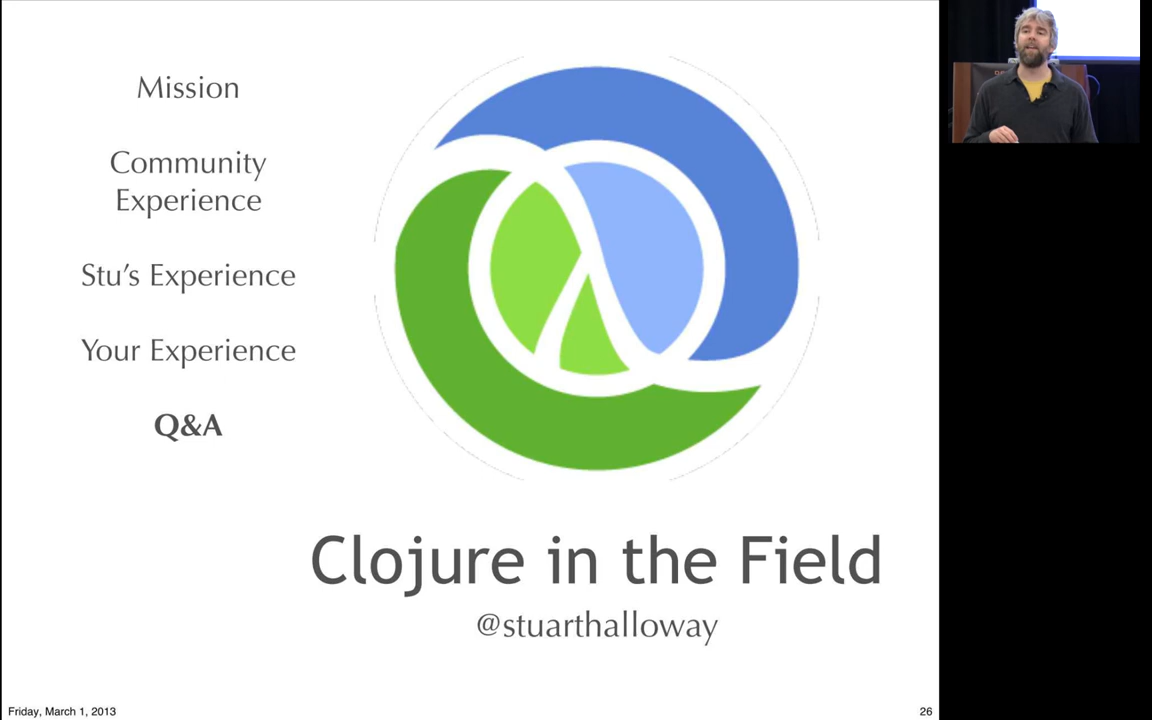 Mission
Community
Experience
Stu's Experience
Your Experience
Q&A
Clojure in the Field
@stuarthalloway
Friday, March 1, 2013
26